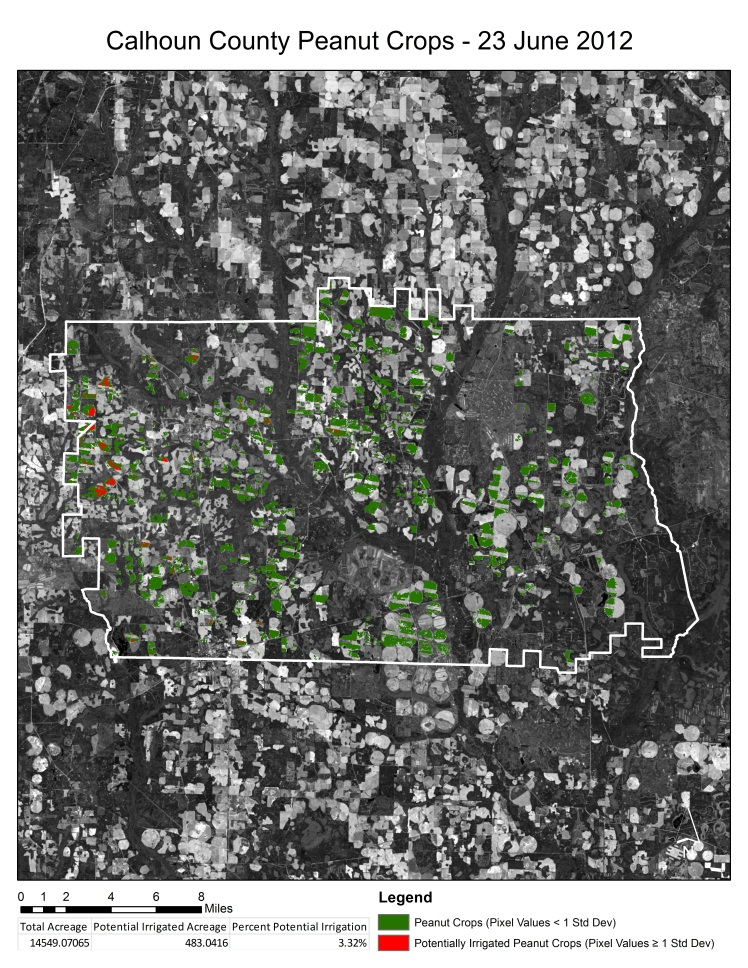 Calhoun County Peanut Crops - 23 June 2012
0 1 2 4 6 8
Miles
Total Acreage Potential Irrigated Acreage Percent Potential Irrigation
14549.07065 483.0416 3.32%
Legend
Peanut Crops (Pixel Values < 1 Std Dev)
Potentially Irrigated Peanut Crops (Pixel Values ≥ 1 Std Dev)